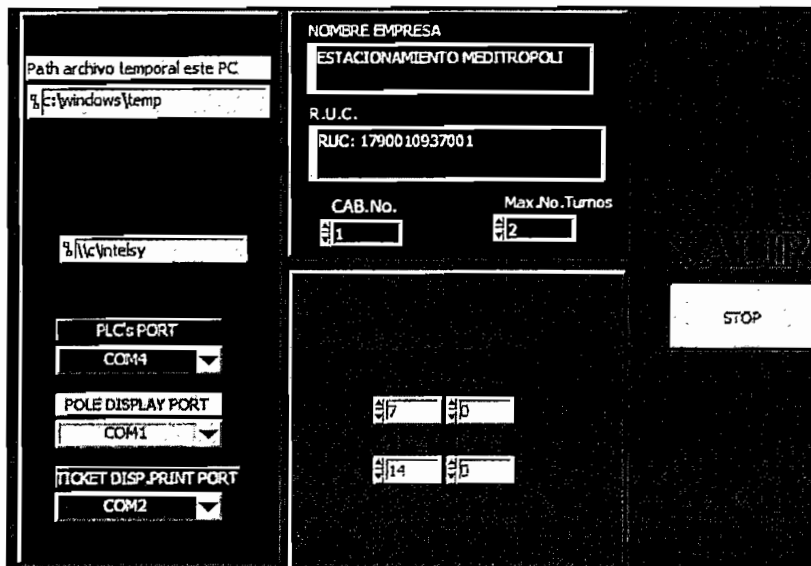 Path archivo temporal este PC
c:\windows\temp
\\c\intelsy
PLC's PORT
COM4
POLE DISPLAY PORT
COM1
TICKET DISP.PRINT PORT
COM2
NOMBRE EMPRESA
ESTACIONAMIENTO MEDITROPOLI
R.U.C.
RUC: 1790010937001
CAB.No. Max.No.Turnos
1 2
7 0
14 0
STOP